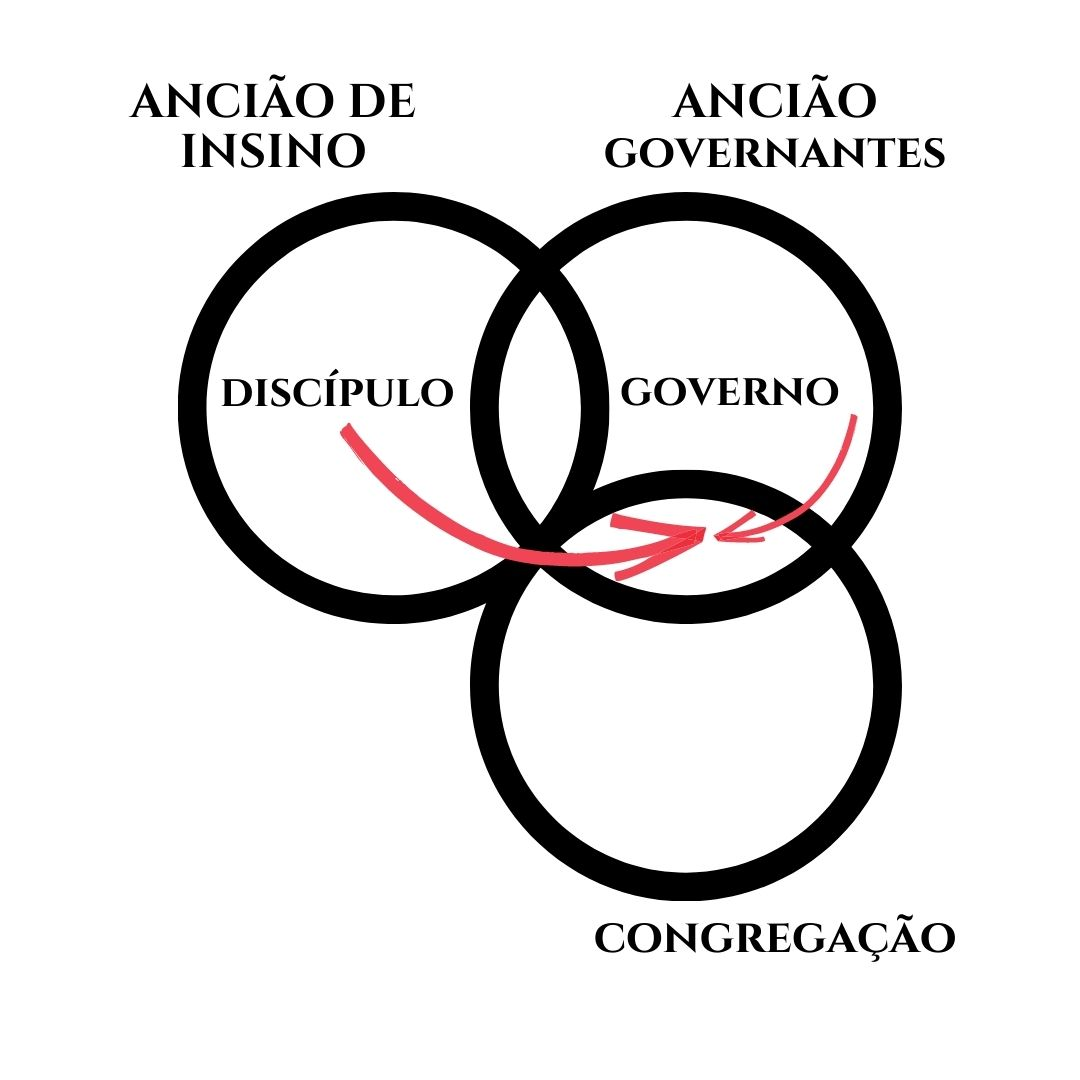 ANCIÃO DE
INSINO
ANCIÃO
GOVERNANTES
DISCÍPULO
GOVERNO
CONGREGAÇÃO